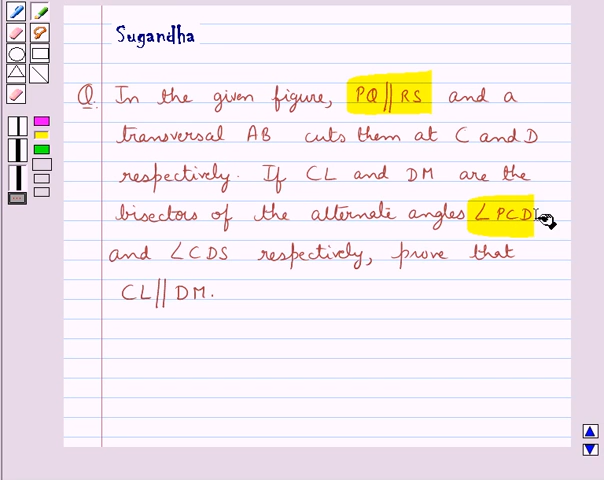 Sugandha
Q. In the given figure, PQ || RS and a
transversal AB cuts them at C and D
respectively. If CL and DM are the
bisectors of the alternate angles ∠PCD
and ∠CDS respectively, prove that
CL || DM.